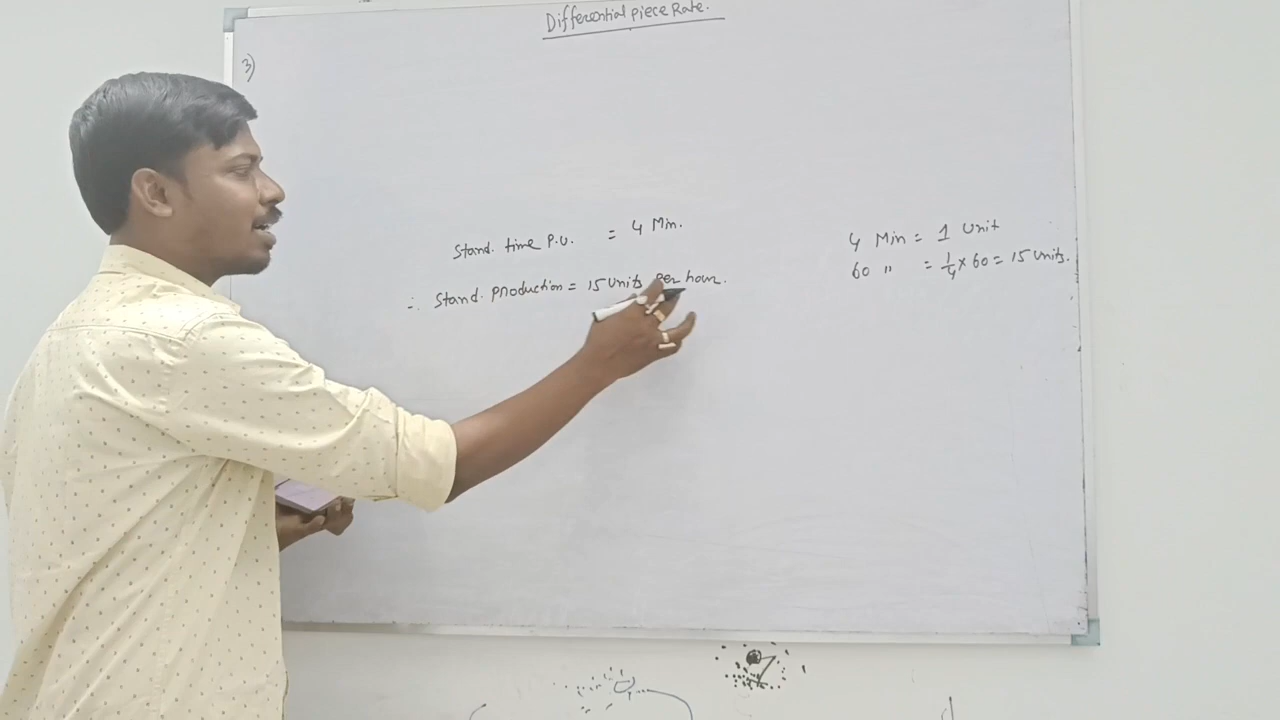 Differential Piece Rate.
3)
Stand. time P.U. = 4 Min.
∴ Stand. production = 15 Units Per hour.
4 Min = 1 Unit
60 " = 1/4 x 60 = 15 Units.